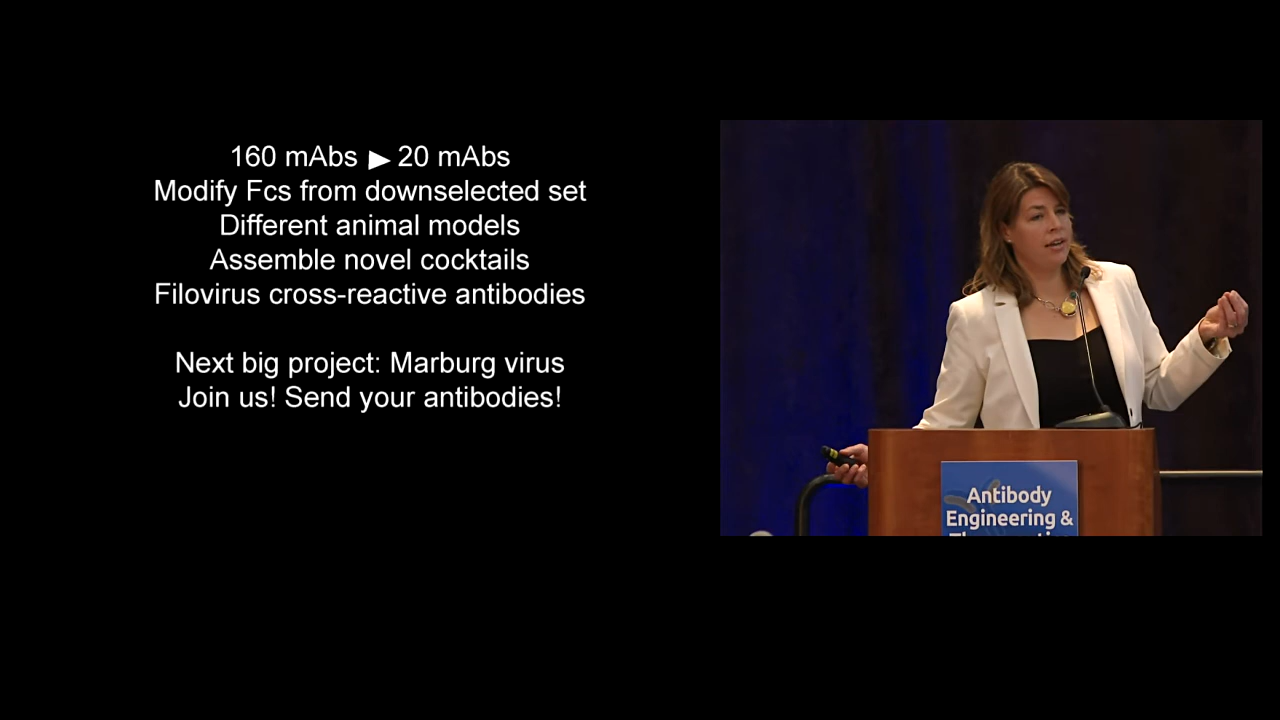 160 mAbs ► 20 mAbs
Modify Fcs from downselected set
Different animal models
Assemble novel cocktails
Filovirus cross-reactive antibodies
Next big project: Marburg virus
Join us! Send your antibodies!
Antibody
Engineering &